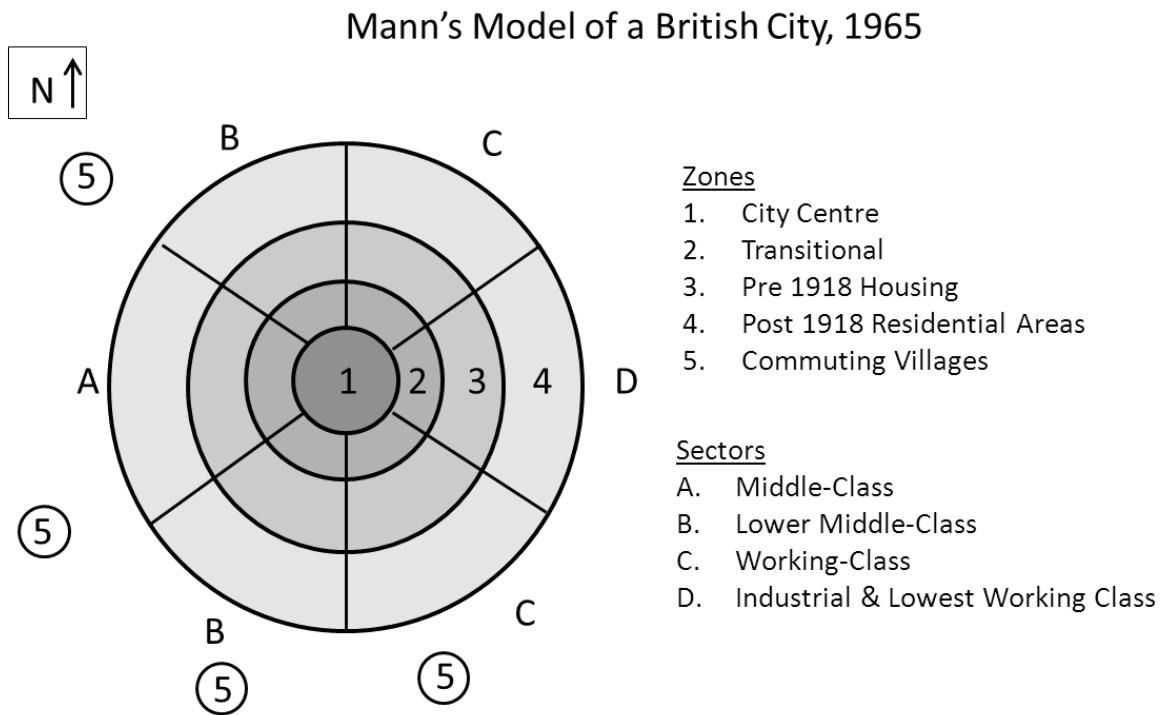 Mann's Model of a British City, 1965
N
B
C
5
Zones
1. City Centre
2. Transitional
3. Pre 1918 Housing
4. Post 1918 Residential Areas
5. Commuting Villages
A
1
2
3
4
D
Sectors
A. Middle-Class
B. Lower Middle-Class
C. Working-Class
D. Industrial & Lowest Working Class
5
B
C
5
5